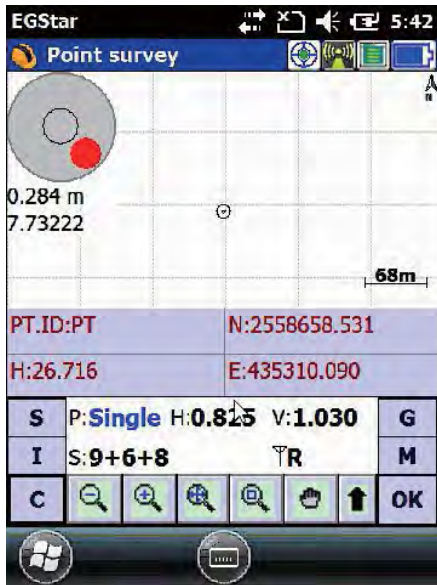 EGStar 5:42
Point survey
N
0.284 m
7.73222
68m
PT.ID:PT N:2558658.531
H:26.716 E:435310.090
S P:Single H:0.825 V:1.030 G
I S:9+6+8 R M
C OK